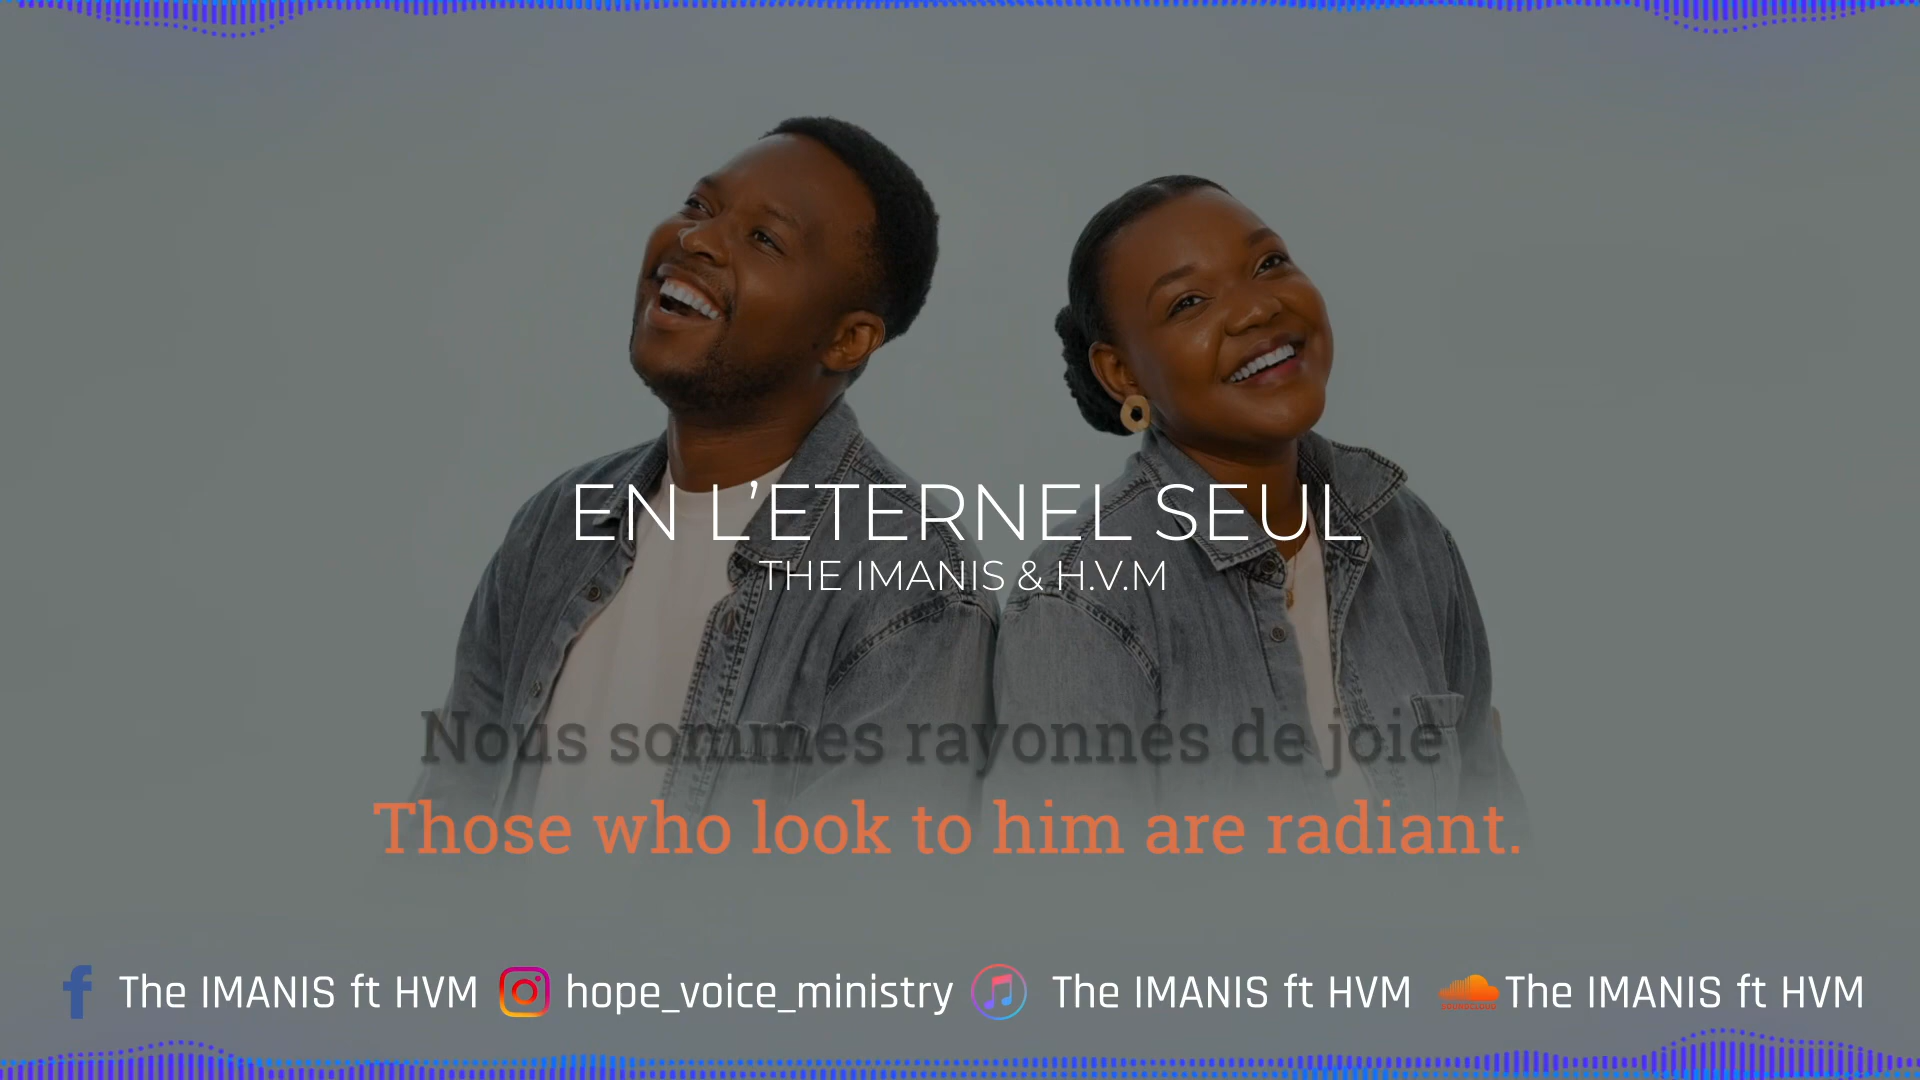 EN L’ETERNEL SEUL
THE IMANIS & H.V.M
Nous sommes rayonnés de joie
Those who look to him are radiant.
The IMANIS ft HVM hope_voice_ministry The IMANIS ft HVM SOUNDCLOUD The IMANIS ft HVM